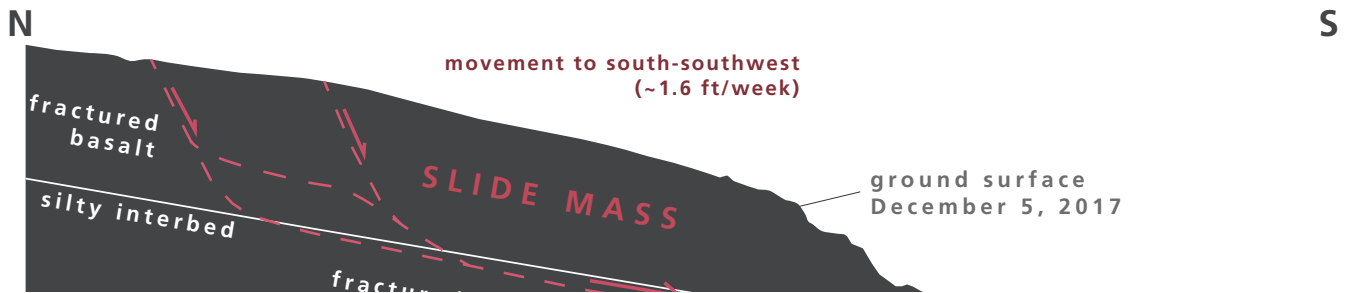 N
S
movement to south-southwest
(~1.6 ft/week)
fractured
basalt
SLIDE MASS
ground surface
December 5, 2017
silty interbed